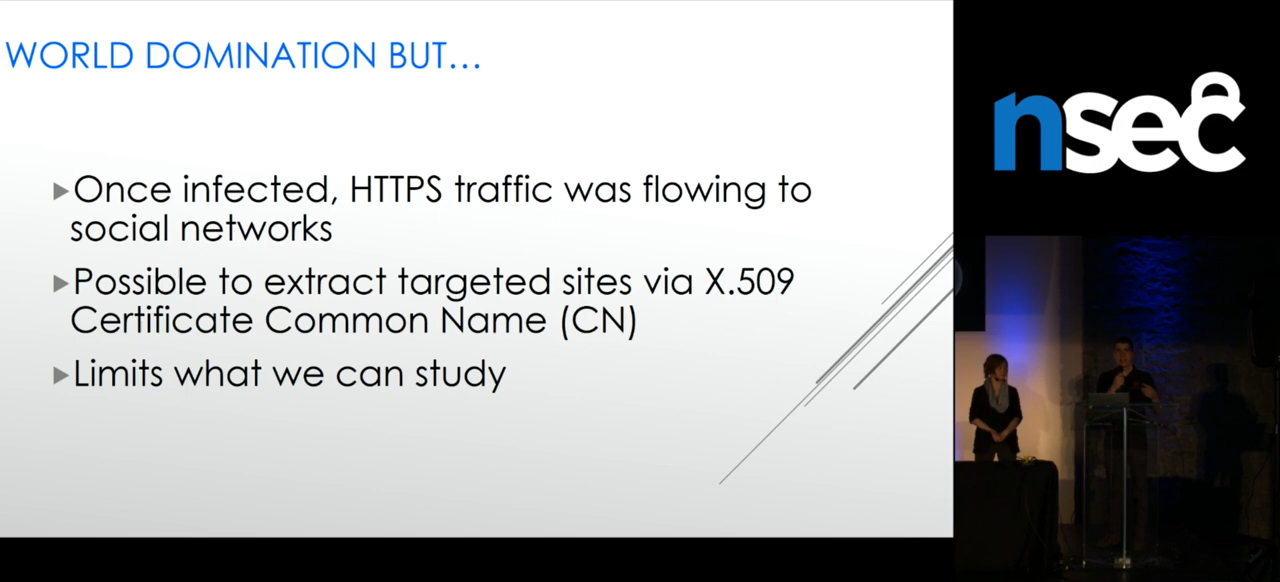 WORLD DOMINATION BUT...
Once infected, HTTPS traffic was flowing to
social networks
Possible to extract targeted sites via X.509
Certificate Common Name (CN)
Limits what we can study
nsec